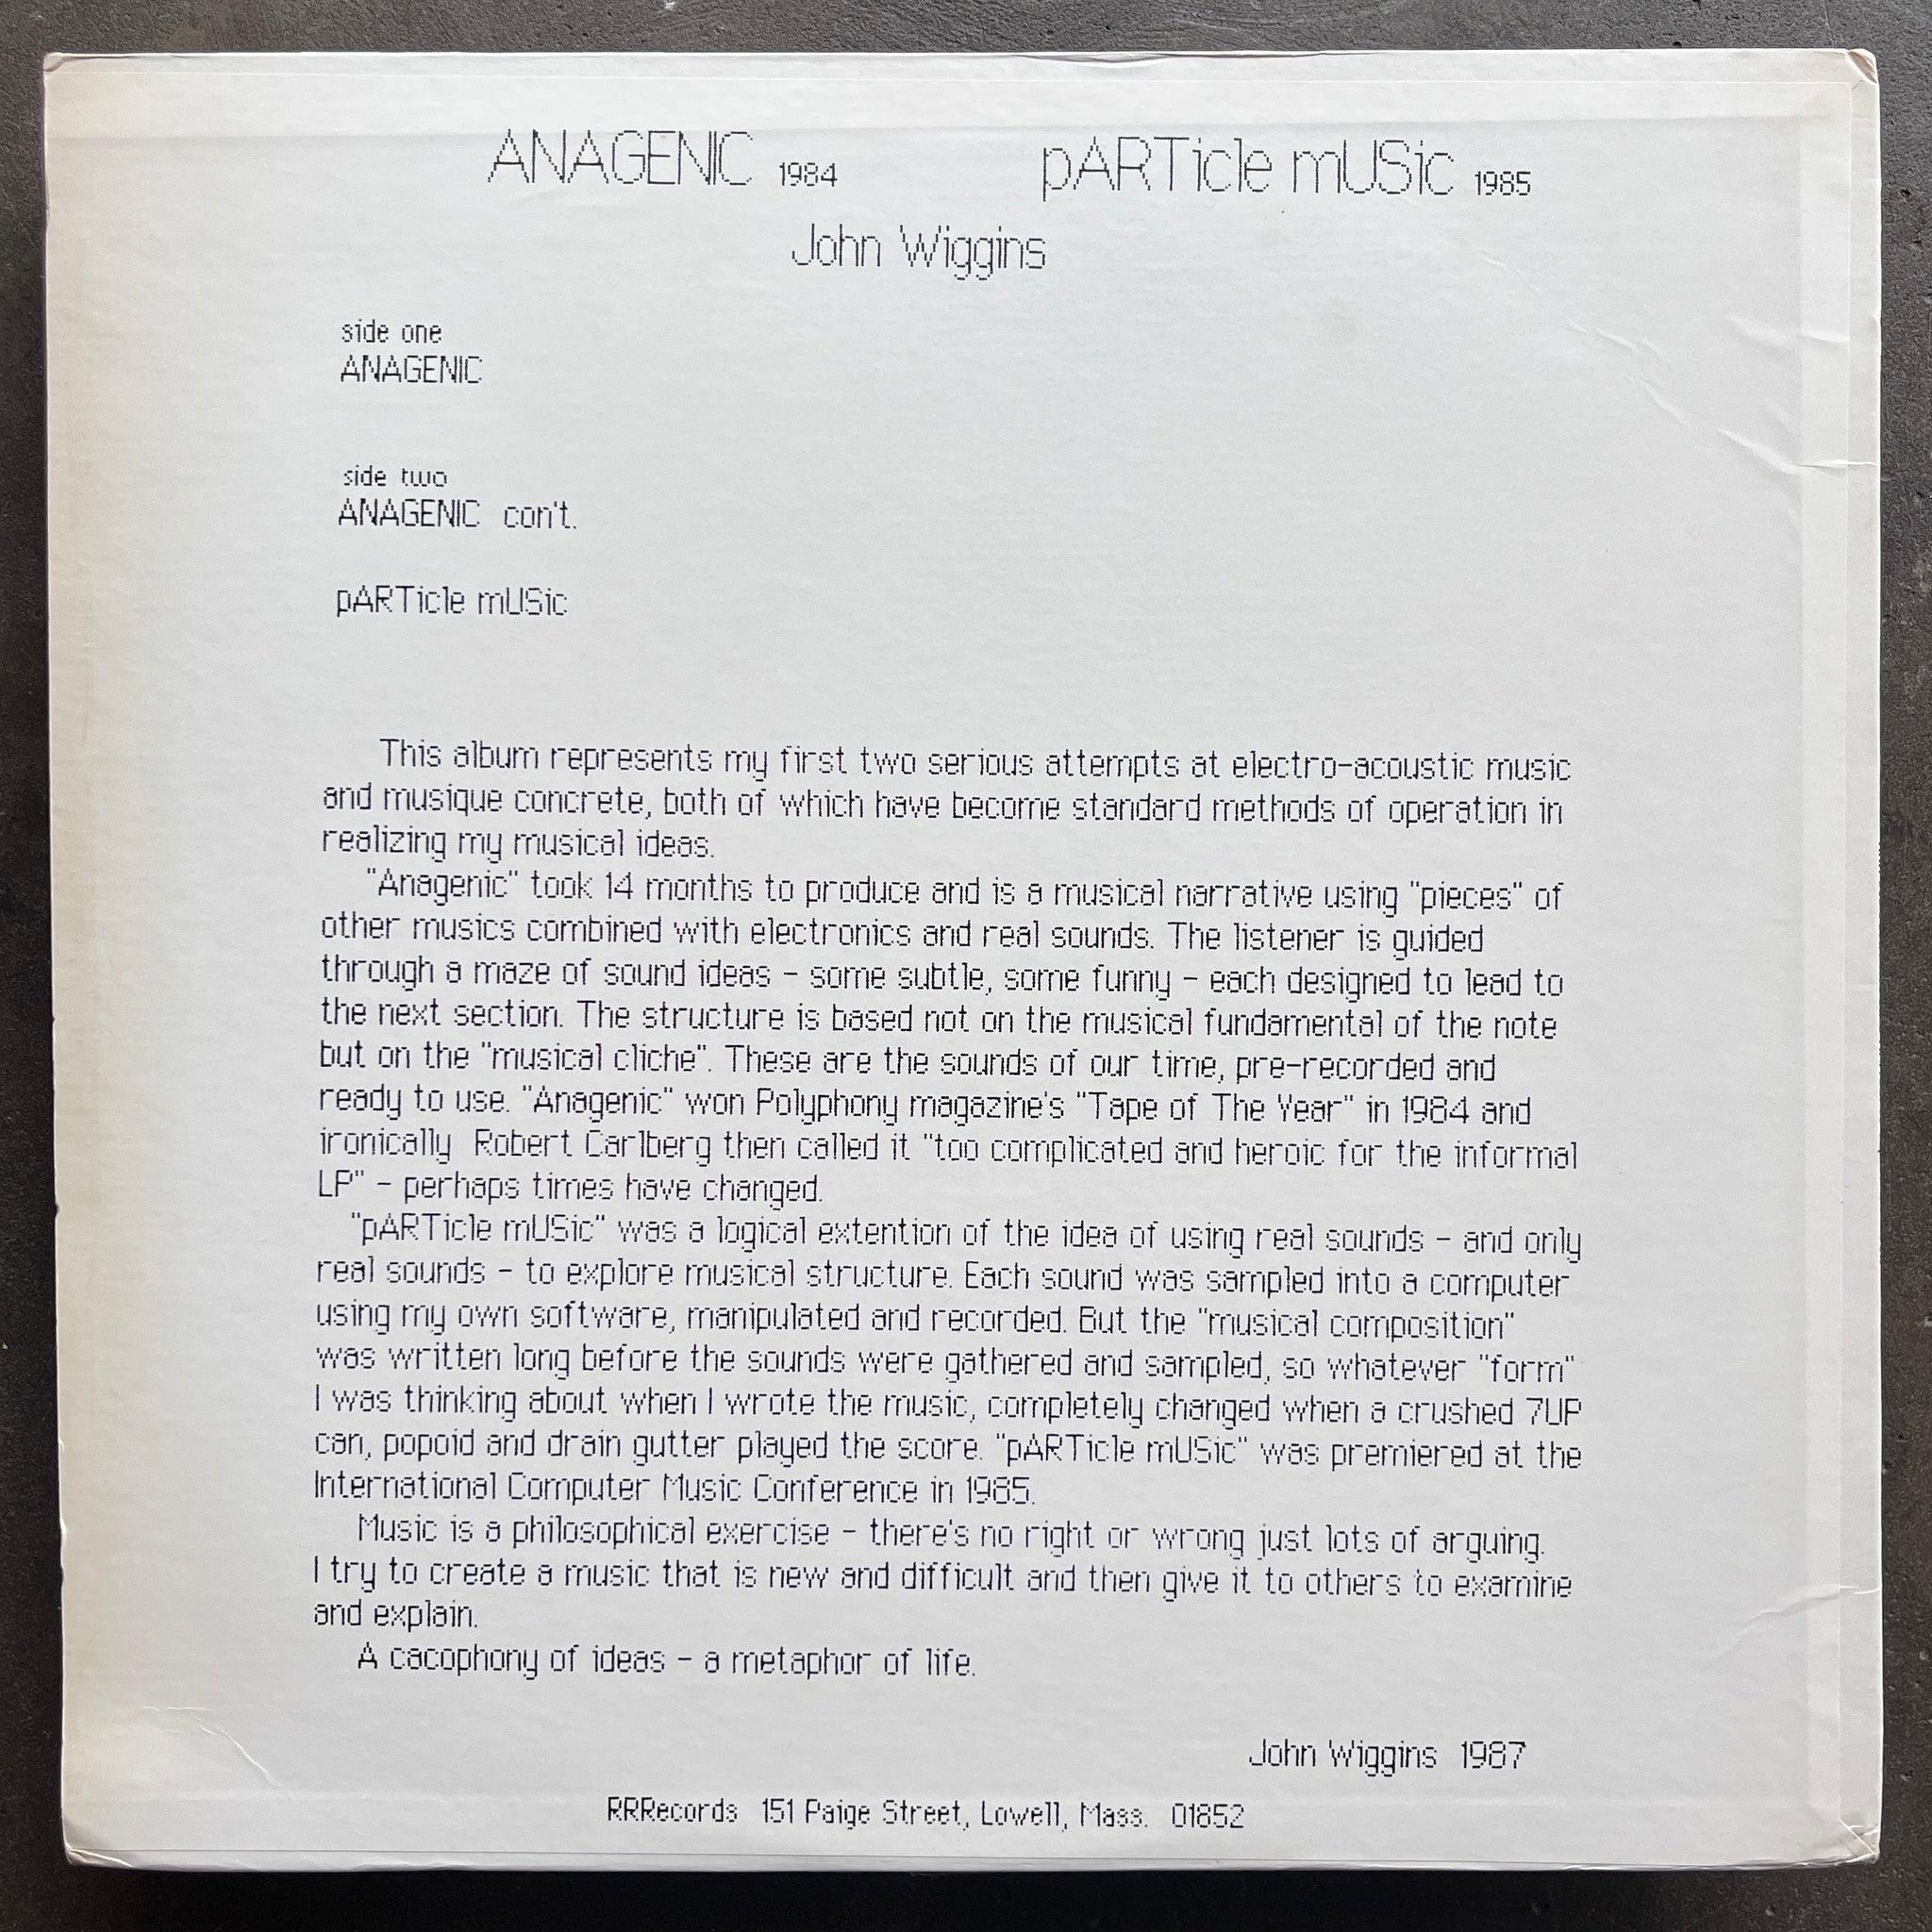 ANAGENIC 1984 pARTicle mUSic 1985
John Wiggins
side one
ANAGENIC
side two
ANAGENIC con't.
pARTicle mUSic
This album represents my first two serious attempts at electro-acoustic music
and musique concrete, both of which have become standard methods of operation in
realizing my musical ideas.
"Anagenic" took 14 months to produce and is a musical narrative using "pieces" of
other musics combined with electronics and real sounds. The listener is guided
through a maze of sound ideas - some subtle, some funny - each designed to lead to
the next section. The structure is based not on the musical fundamental of the note
but on the "musical cliche". These are the sounds of our time, pre-recorded and
ready to use. "Anagenic" won Polyphony magazine's "Tape of The Year" in 1984 and
ironically Robert Carlberg then called it "too complicated and heroic for the informal
LP" - perhaps times have changed.
"pARTicle mUSic" was a logical extention of the idea of using real sounds - and only
real sounds - to explore musical structure. Each sound was sampled into a computer
using my own software, manipulated and recorded. But the "musical composition"
was written long before the sounds were gathered and sampled, so whatever "form"
I was thinking about when I wrote the music, completely changed when a crushed 7UP
can, popoid and drain gutter played the score. "pARTicle mUSic" was premiered at the
International Computer Music Conference in 1985.
Music is a philosophical exercise - there's no right or wrong just lots of arguing.
I try to create a music that is new and difficult and then give it to others to examine
and explain.
A cacophony of ideas - a metaphor of life.
John Wiggins 1987
RRRecords 151 Paige Street, Lowell, Mass. 01852